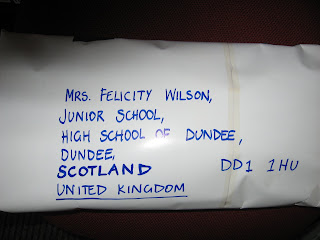 MRS. FELICITY WILSON,
JUNIOR SCHOOL,
HIGH SCHOOL OF DUNDEE,
DUNDEE,
SCOTLAND DD1 1HU
UNITED KINGDOM